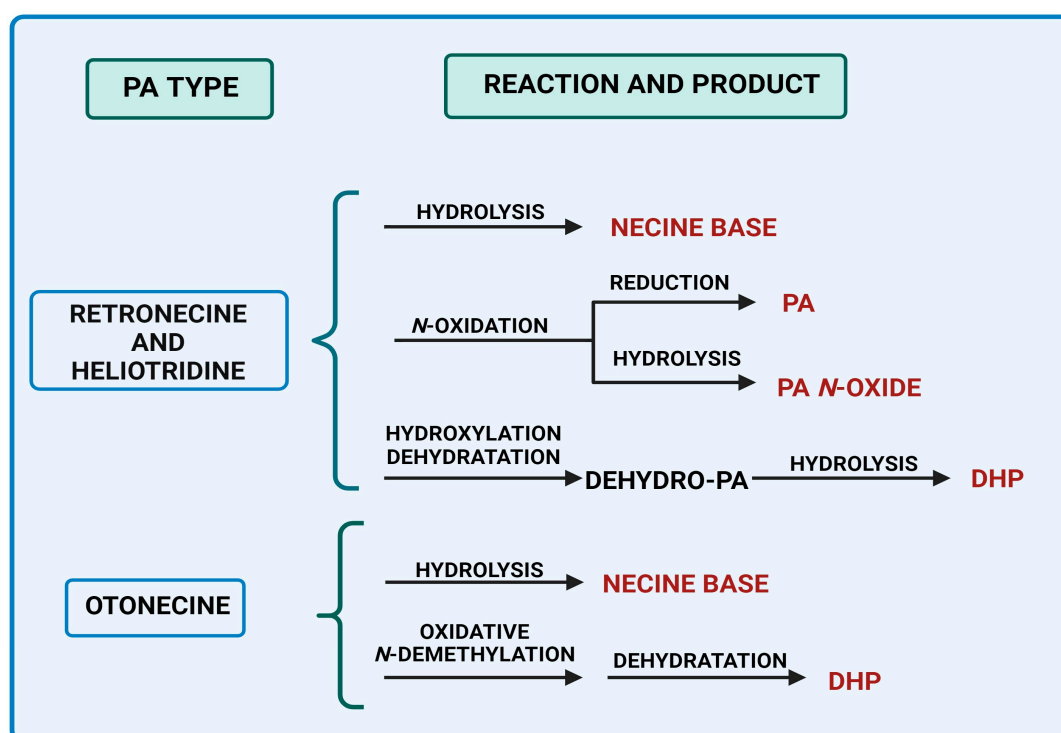 PA TYPE
REACTION AND PRODUCT
RETRONECINE
AND
HELIOTRIDINE
HYDROLYSIS
NECINE BASE
N-OXIDATION
REDUCTION
PA
HYDROLYSIS
PA N-OXIDE
HYDROXYLATION
DEHYDRATATION
DEHYDRO-PA
HYDROLYSIS
DHP
OTONECINE
HYDROLYSIS
NECINE BASE
OXIDATIVE
N-DEMETHYLATION
DEHYDRATATION
DHP